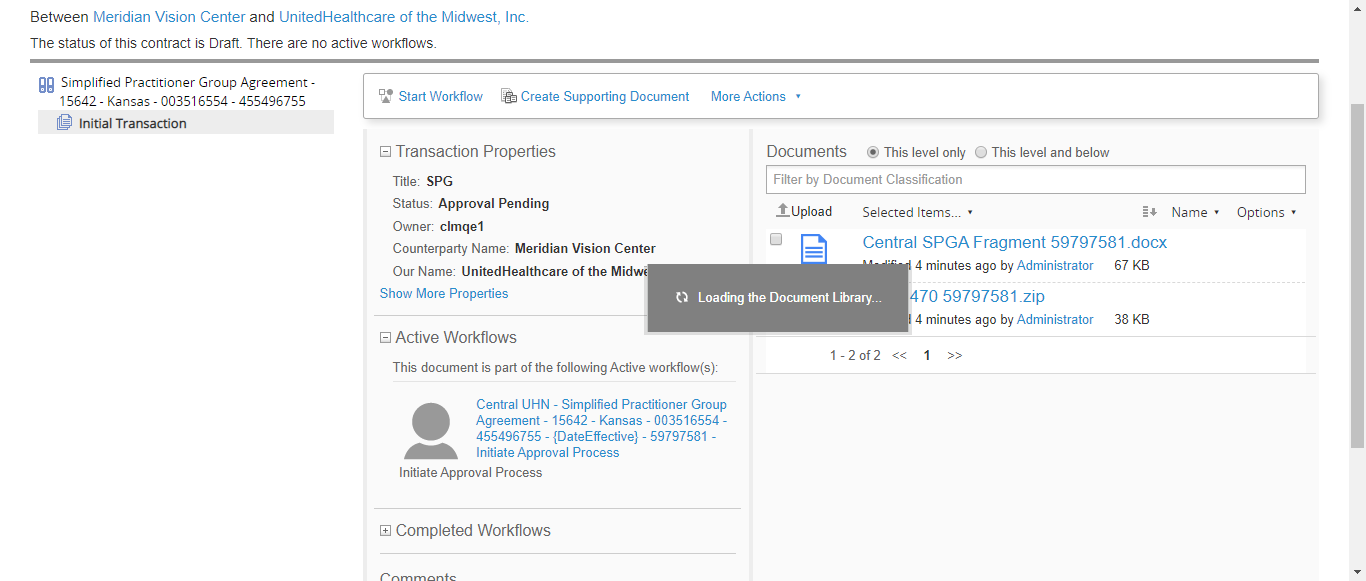 Between Meridian Vision Center and UnitedHealthcare of the Midwest, Inc.
The status of this contract is Draft. There are no active workflows.
Simplified Practitioner Group Agreement -
15642 - Kansas - 003516554 - 455496755
Initial Transaction
Start Workflow Create Supporting Document More Actions
Transaction Properties
Title: SPG
Status: Approval Pending
Owner: clmqe1
Counterparty Name: Meridian Vision Center
Our Name: UnitedHealthcare of the
Show More Properties
Active Workflows
This document is part of the following Active workflow(s):
Central UHN - Simplified Practitioner Group
Agreement - 15642 - Kansas - 003516554 -
455496755 - {DateEffective} - 59797581 -
Initiate Approval Process
Initiate Approval Process
Completed Workflows
Comments
Documents This level only This level and below
Filter by Document Classification
Upload Selected Items... Name Options
Central SPGA Fragment 59797581.docx
4 minutes ago by Administrator 67 KB
Loading the Document Library...
470 59797581.zip
4 minutes ago by Administrator 38 KB
1 - 2 of 2 << 1 >>